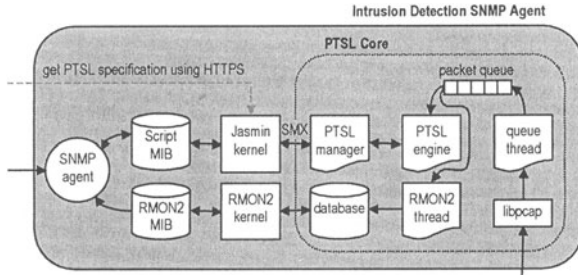 Intrusion Detection SNMP Agent
PTSL Core
get PTSL specification using HTTPS
packet queue
Script
MIB
Jasmin
kernel
SMX
PTSL
manager
PTSL
engine
queue
thread
SNMP
agent
RMON2
MIB
RMON2
kernel
database
RMON2
thread
libpcap